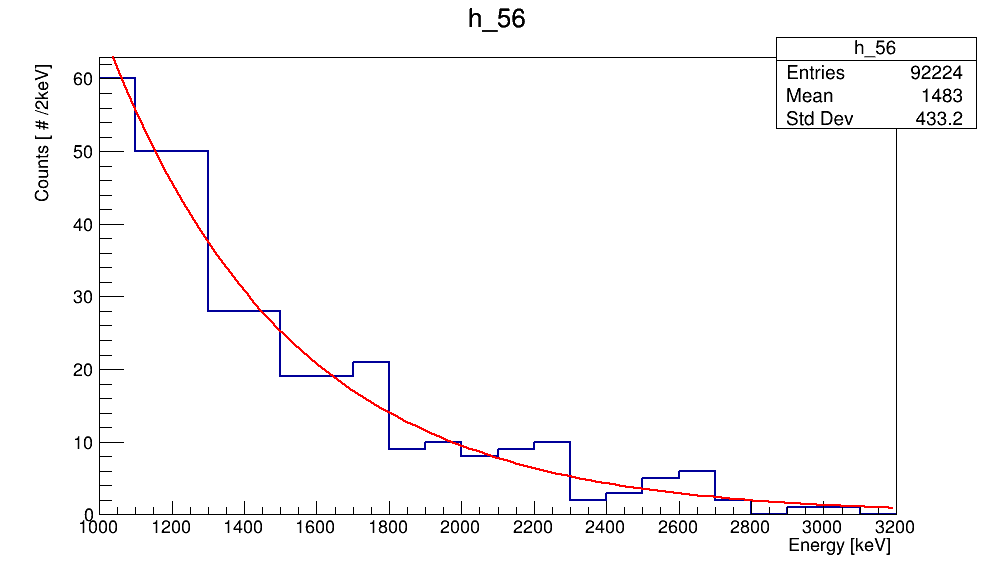 h_56
h_56
Entries 92224
Mean 1483
Std Dev 433.2
Counts [ # /2keV]
60
50
40
30
20
10
0
1000 1200 1400 1600 1800 2000 2200 2400 2600 2800 3000 3200
Energy [keV]